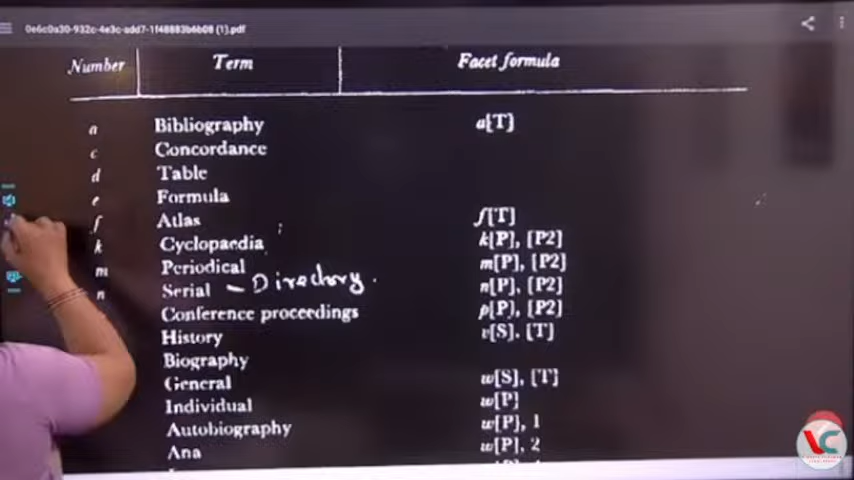 0e6c0a30-932c-4e3c-add7-1f48883b6b08 (1).pdf
Number Term Facet formula
a Bibliography a[T]
c Concordance
d Table
e Formula
f Atlas f[T]
k Cyclopaedia k[P], [P2]
m Periodical m[P], [P2]
n Serial – Directory. n[P], [P2]
Conference proceedings p[P], [P2]
History v[S], [T]
Biography
General w[S], [T]
Individual w[P]
Autobiography w[P], 1
Ana w[P], 2
VC